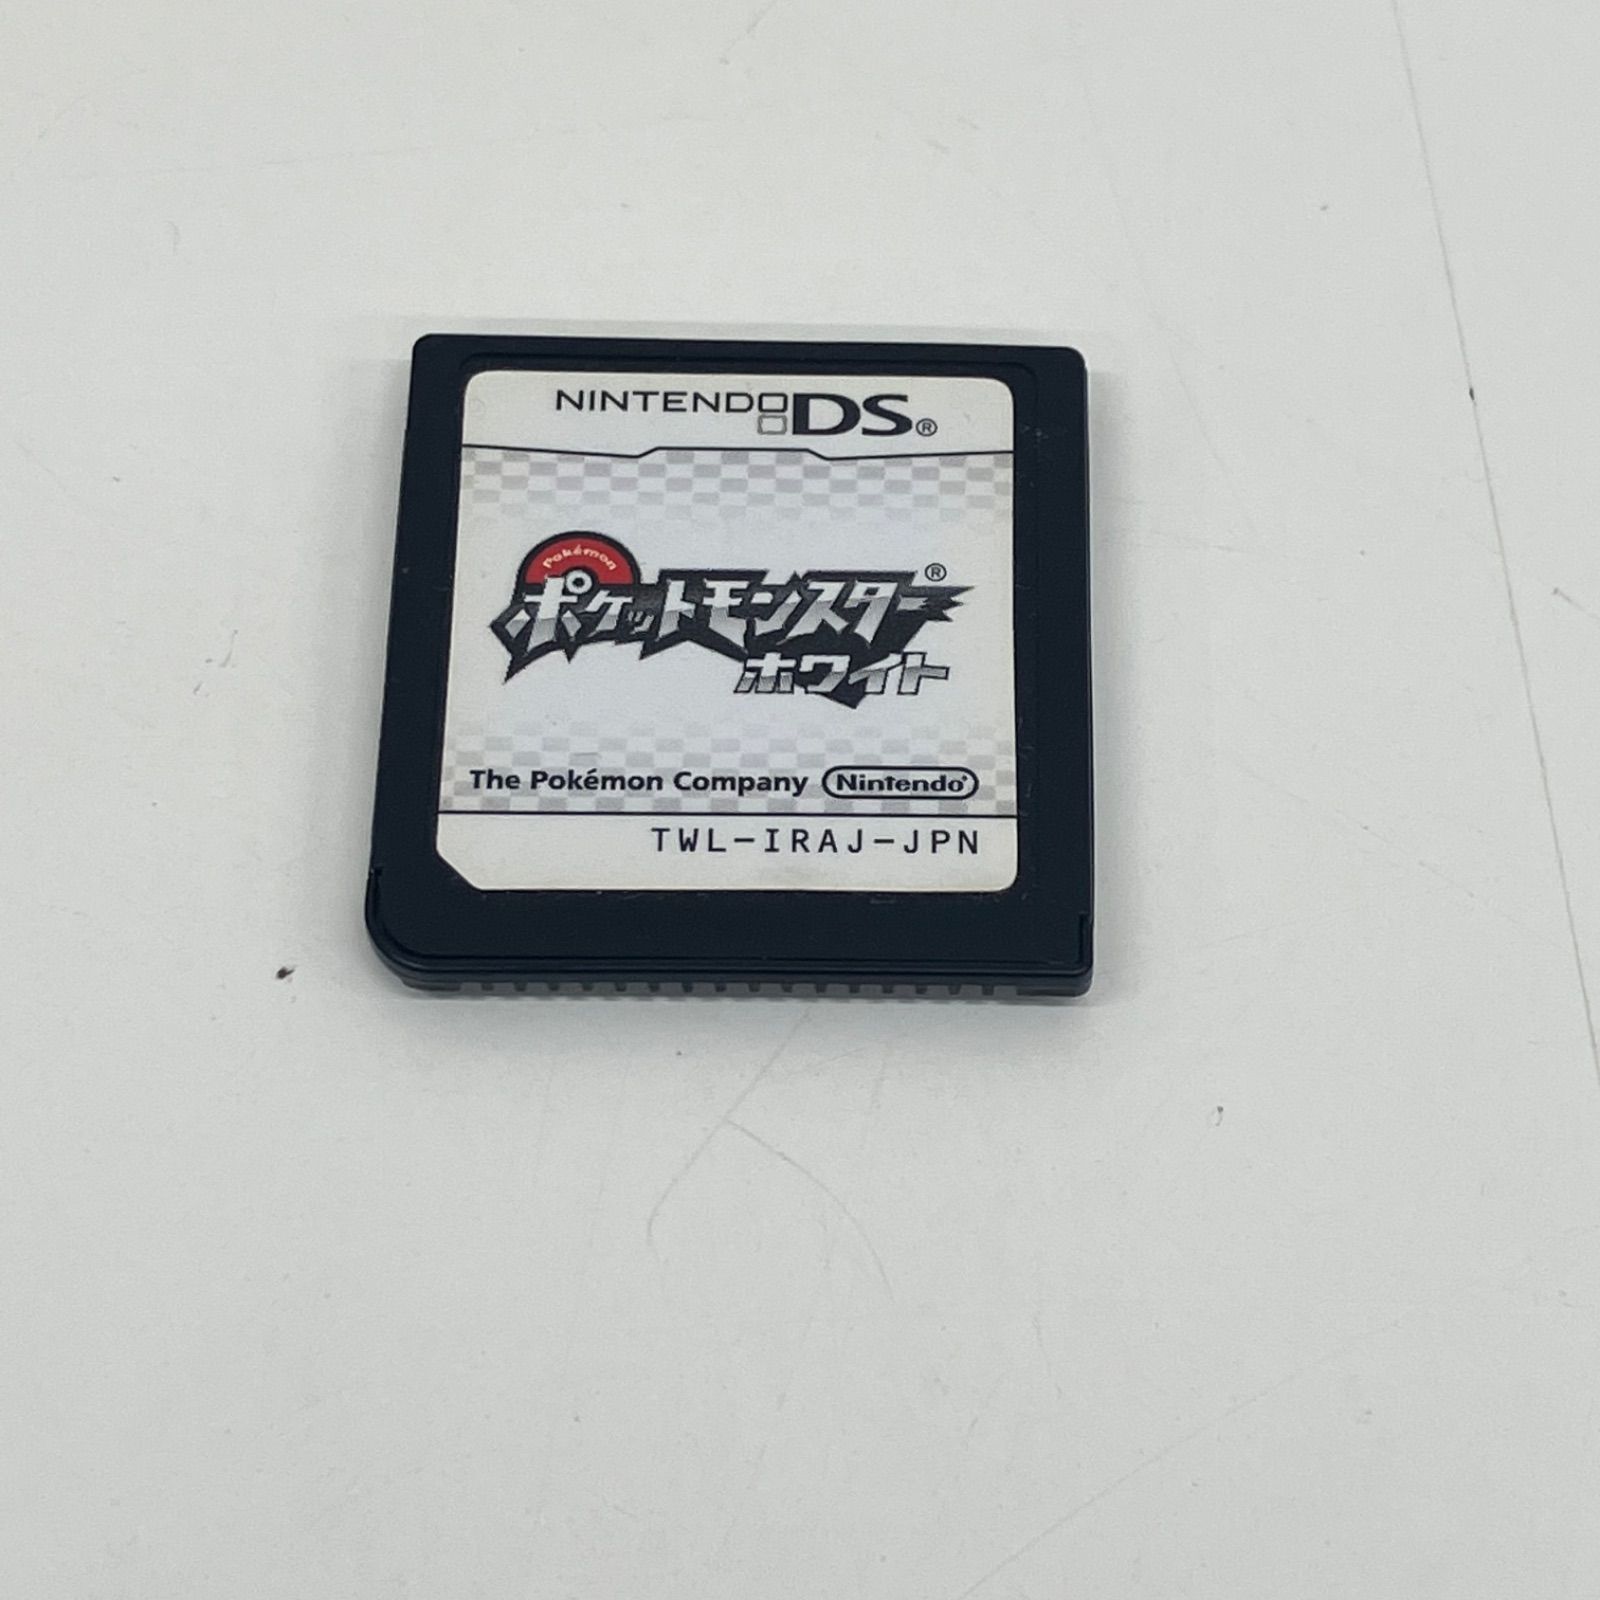 NINTENDO DS®
Pokémon
ポケットモンスター®
ホワイト
The Pokémon Company Nintendo®
TWL-IRAJ-JPN